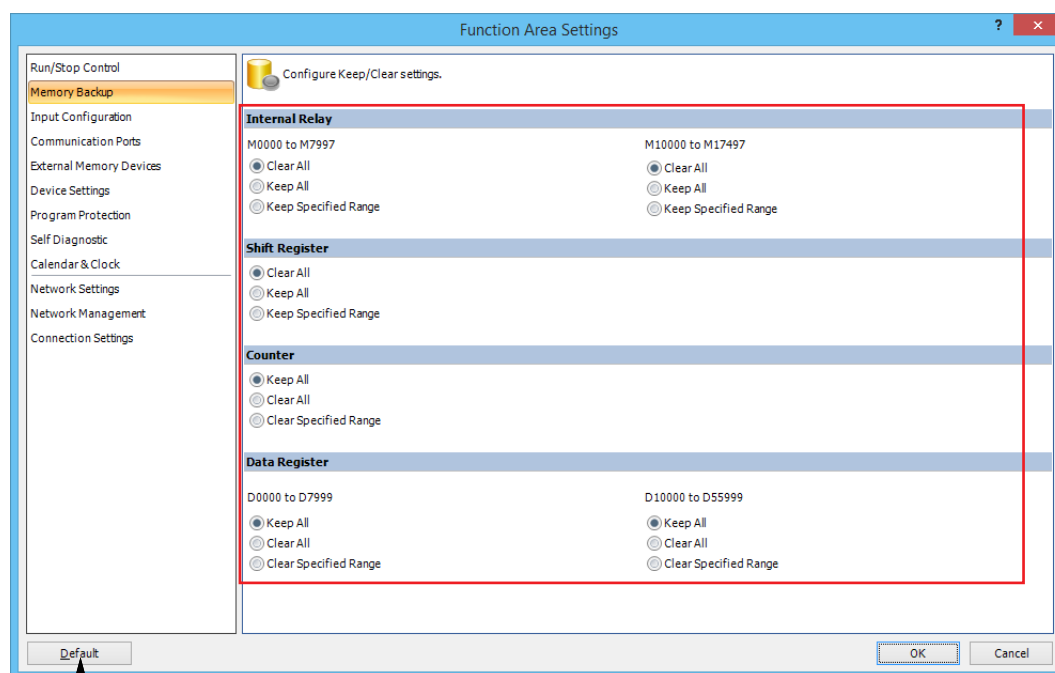 Function Area Settings
?
×
Run/Stop Control
Memory Backup
Input Configuration
Communication Ports
External Memory Devices
Device Settings
Program Protection
Self Diagnostic
Calendar & Clock
Network Settings
Network Management
Connection Settings
Configure Keep/Clear settings.
Internal Relay
M0000 to M7997
M10000 to M17497
Clear All
Clear All
Keep All
Keep All
Keep Specified Range
Keep Specified Range
Shift Register
Clear All
Keep All
Keep Specified Range
Counter
Keep All
Clear All
Clear Specified Range
Data Register
D0000 to D7999
D10000 to D55999
Keep All
Keep All
Clear All
Clear All
Clear Specified Range
Clear Specified Range
Default
OK
Cancel